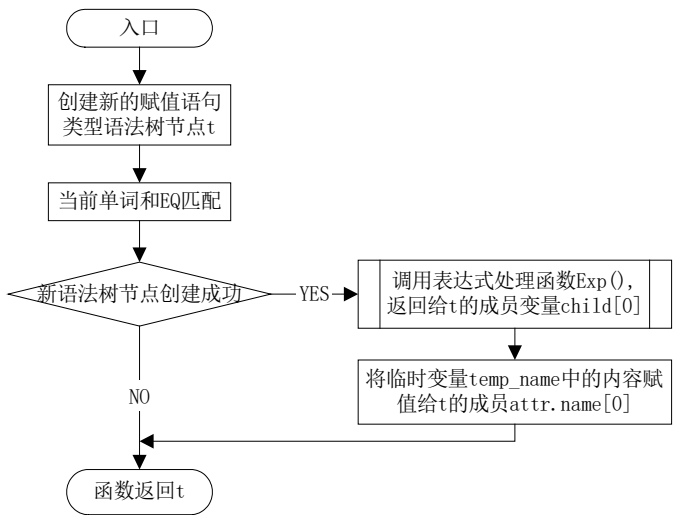 入口
创建新的赋值语句
类型语法树节点t
当前单词和EQ匹配
新语法树节点创建成功
YES
调用表达式处理函数Exp(),
返回给t的成员变量child[0]
将临时变量temp_name中的内容赋
值给t的成员attr.name[0]
NO
函数返回t